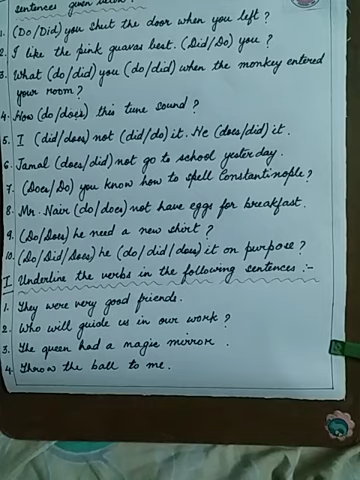 sentences given below :-
1. (Do/Did) you shut the door when you left ?
2. I like the pink guavas best. (Did/Do) you ?
3. What (do/did) you (do/did) when the monkey entered
your room ?
4. How (do/does) this tune sound ?
5. I (did/does) not (did/do) it. He (does/did) it.
6. Jamal (does/did) not go to school yesterday.
7. (Does/Do) you know how to spell Constantinople ?
8. Mr. Nair (do/does) not have eggs for breakfast.
9. (Do/Does) he need a new shirt ?
10. (Do/Did/Does) he (do/did/does) it on purpose ?
I Underline the verbs in the following sentences :-
1. They were very good friends.
2. Who will guide us in our work ?
3. The queen had a magic mirror .
4. Throw the ball to me.